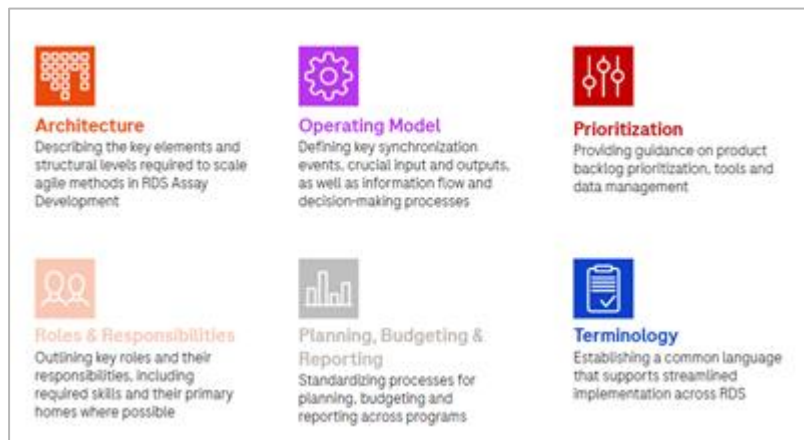 Architecture
Describing the key elements and
structural levels required to scale
agile methods in RDS Assay
Development
Operating Model
Defining key synchronization
events, crucial input and outputs,
as well as information flow and
decision-making processes
Prioritization
Providing guidance on product
backlog prioritization, tools and
data management
Roles & Responsibilities
Outlining key roles and their
responsibilities, including
required skills and their primary
homes where possible
Planning, Budgeting &
Reporting
Standardizing processes for
planning, budgeting and
reporting across programs
Terminology
Establishing a common language
that supports streamlined
implementation across RDS